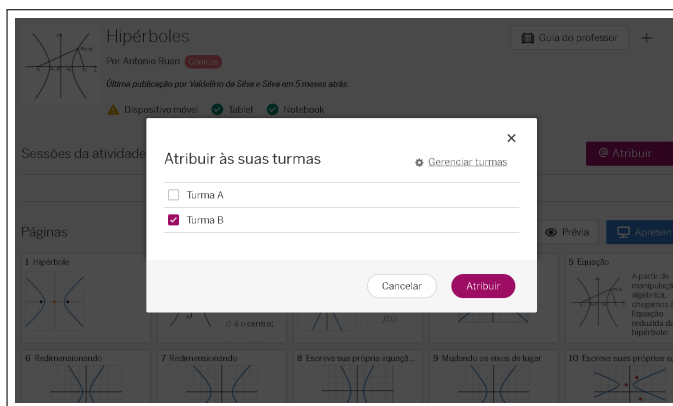 Hipérboles
Guia do professor
Por Antonio Ruan Cônicas
Última publicação por Valdelírio da Silva e Silva em 5 meses atrás.
Dispositivo móvel Tablet Notebook
Sessões da atividade
@ Atribuir
Atribuir às suas turmas
Gerenciar turmas
Turma A
Turma B
Cancelar Atribuir
Páginas
Prévia Apresen
1 Hipérbole
O é o centro;
5 Equação
A partir de
manipulaçã
algébrica,
chegamos à
Equação
reduzida da
hipérbole:
6 Redimensionando 7 Redimensionando 8 Escreva sua própria equaçã... 9 Mudando os eixos de lugar 10 Escreva suas próprias e